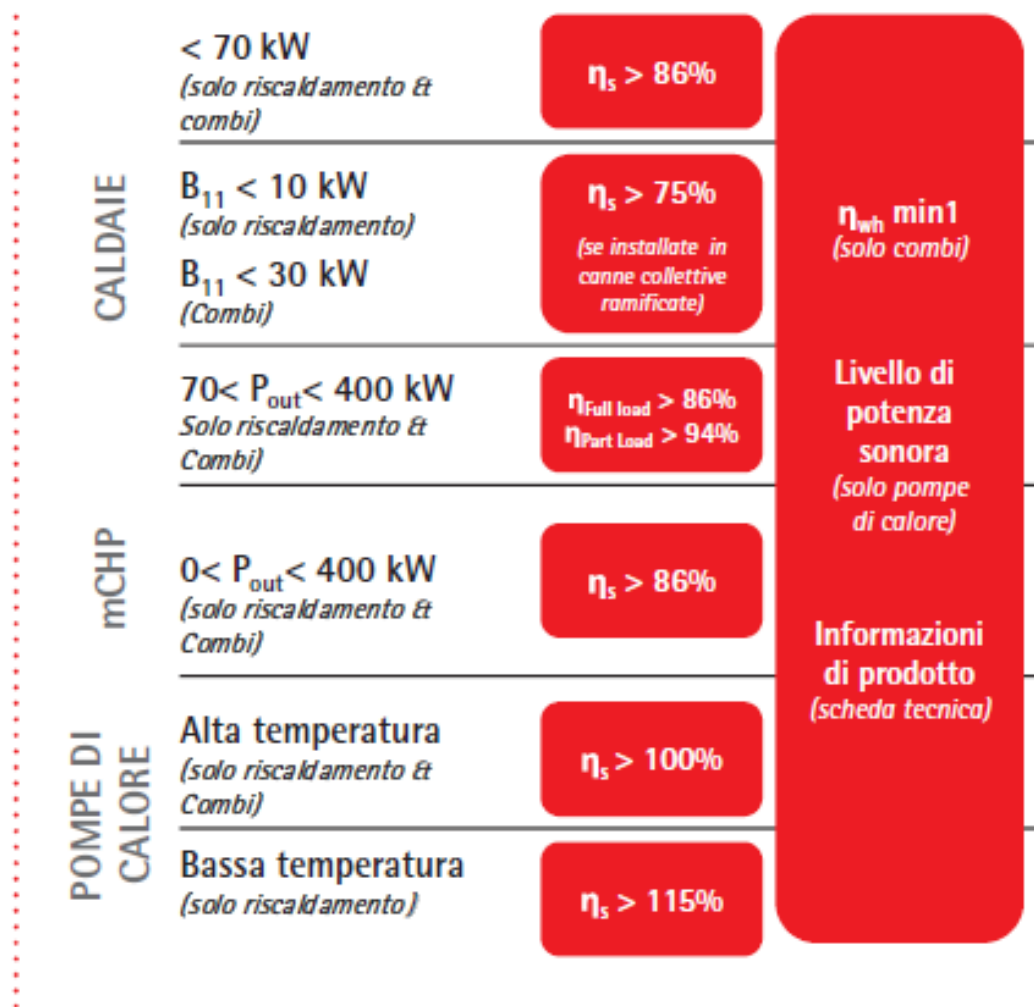 CALDAIE
< 70 kW
(solo riscaldamento &
combi)
ηs > 86%
B11 < 10 kW
(solo riscaldamento)
B11 < 30 kW
(Combi)
ηs > 75%
(se installate in
canne collettive
ramificate)
70< Pout< 400 kW
Solo riscaldamento &
Combi)
ηFull load > 86%
ηPart Load > 94%
mCHP
0< Pout< 400 kW
(solo riscaldamento &
Combi)
ηs > 86%
POMPE DI
CALORE
Alta temperatura
(solo riscaldamento &
Combi)
ηs > 100%
Bassa temperatura
(solo riscaldamento)
ηs > 115%
ηwh min1
(solo combi)
Livello di
potenza
sonora
(solo pompe
di calore)
Informazioni
di prodotto
(scheda tecnica)